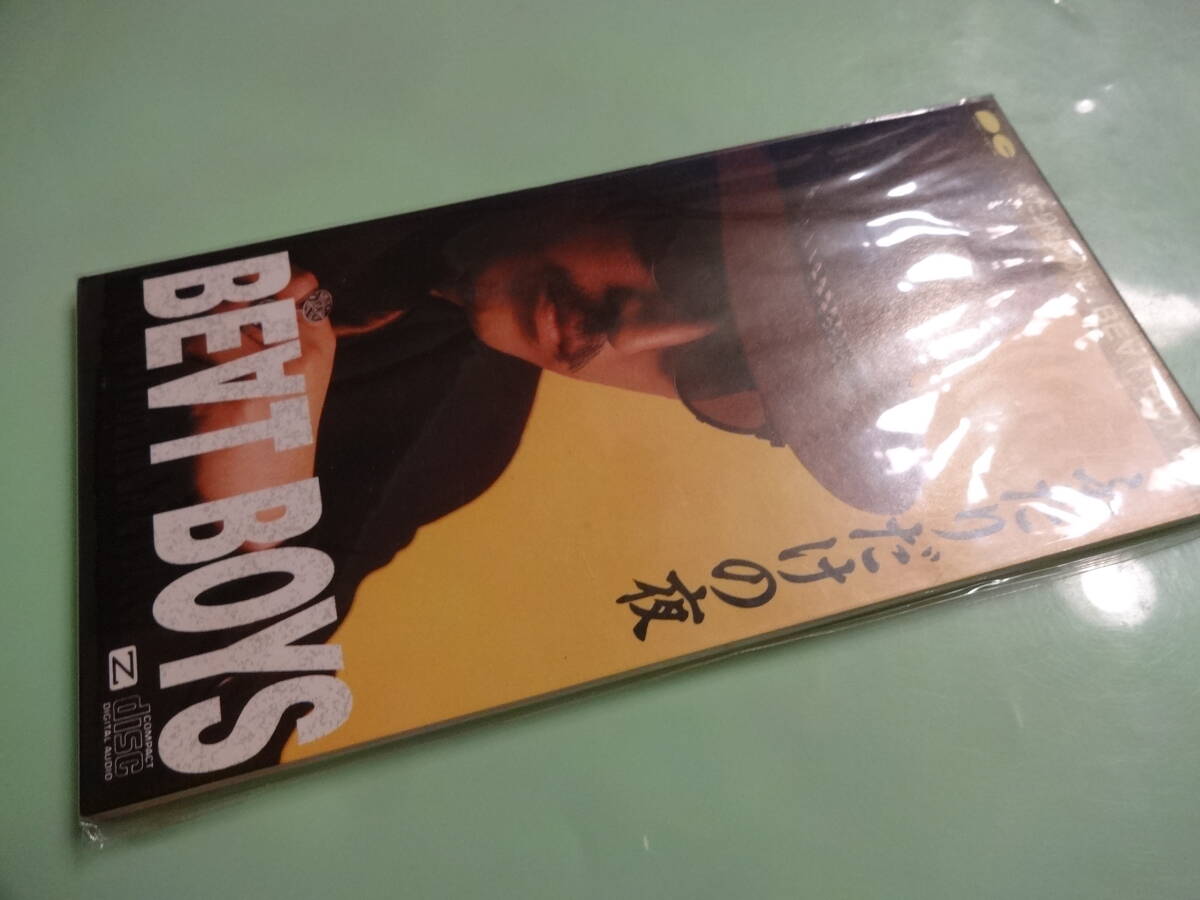 ふたりだけの夜
BEAT BOYS
Z
COMPACT
disc
DIGITAL AUDIO